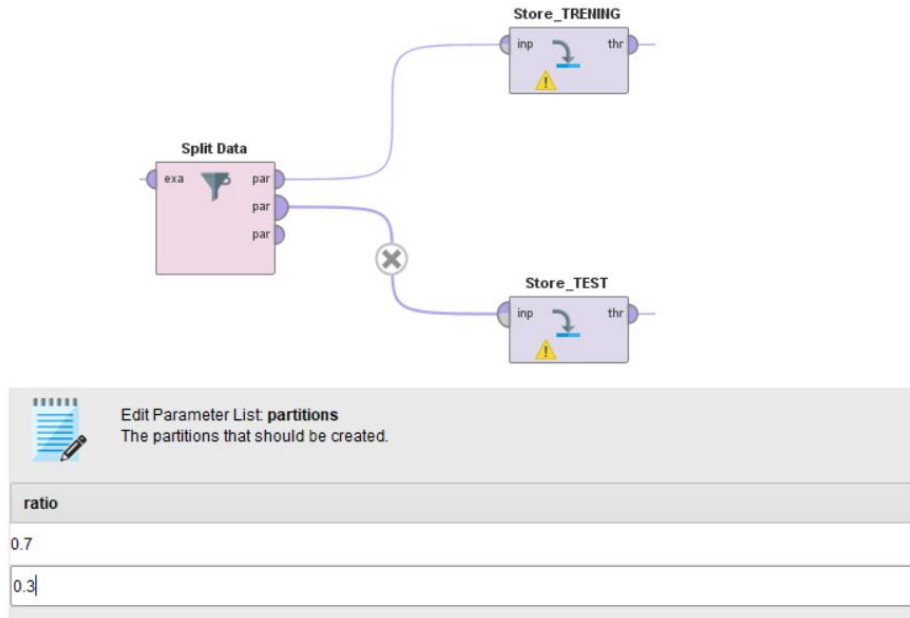 Store_TRENING
inp thr
Split Data
exa par
par
par
Store_TEST
inp thr
Edit Parameter List: partitions
The partitions that should be created.
ratio
0.7
0.3